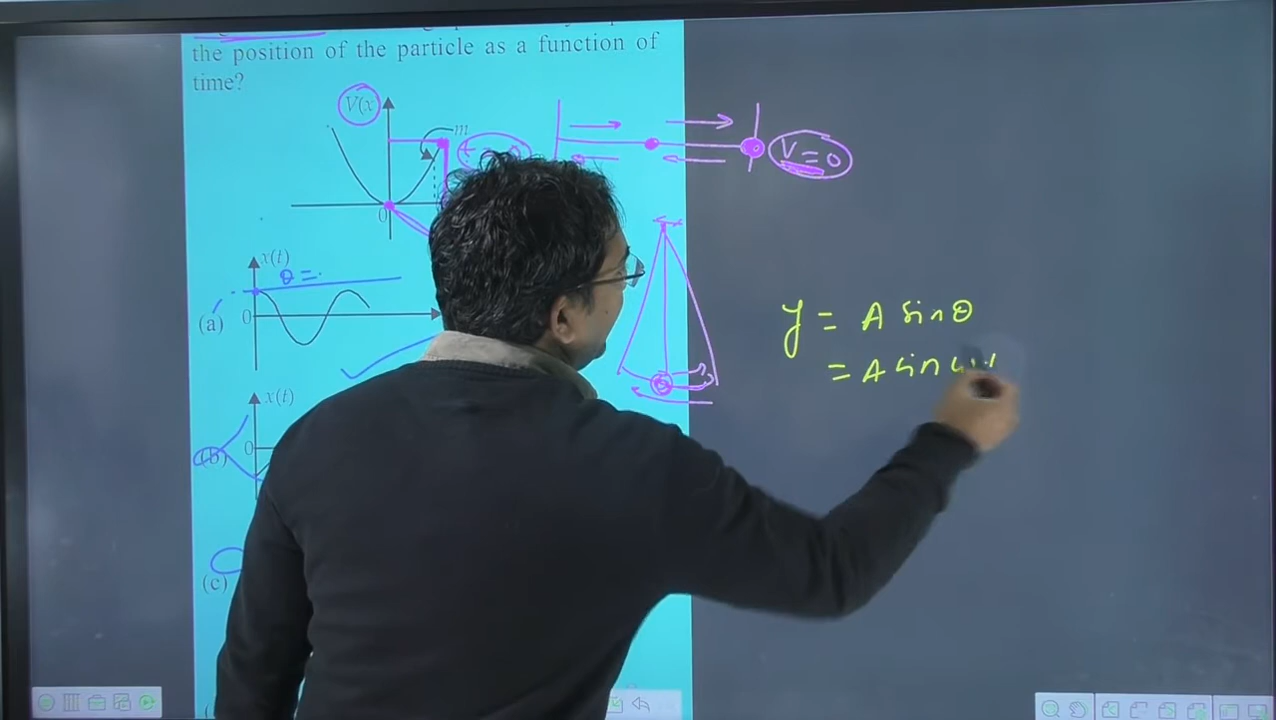 the position of the particle as a function of
time?
V(x
m
V=0
0
x(t)
θ =
(a)
0
y = A sinθ
= A sin
x(t)
(b)
0
(c)